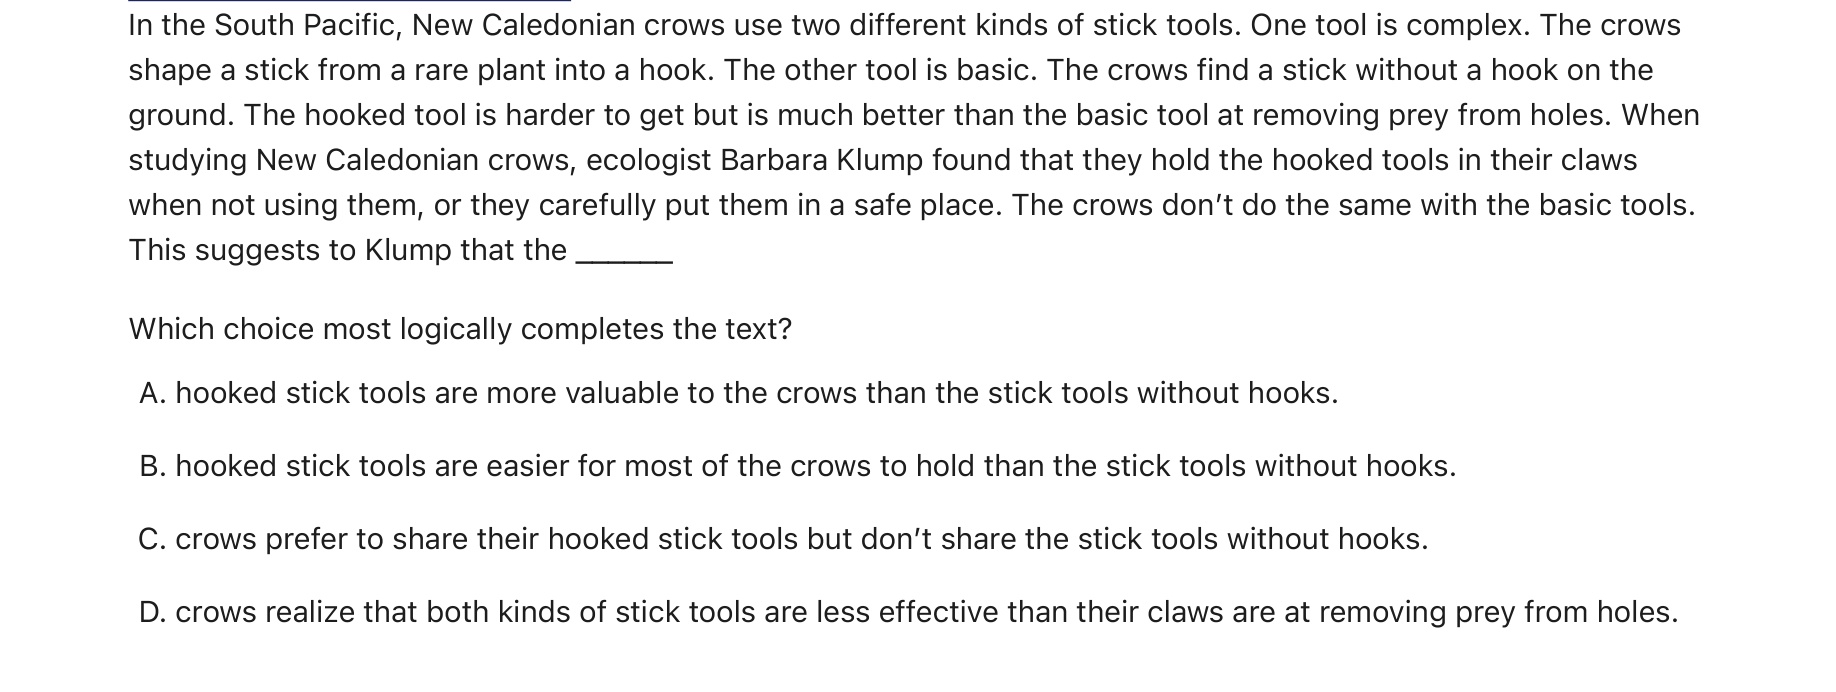 In the South Pacific, New Caledonian crows use two different kinds of stick tools. One tool is complex. The crows
shape a stick from a rare plant into a hook. The other tool is basic. The crows find a stick without a hook on the
ground. The hooked tool is harder to get but is much better than the basic tool at removing prey from holes. When
studying New Caledonian crows, ecologist Barbara Klump found that they hold the hooked tools in their claws
when not using them, or they carefully put them in a safe place. The crows don’t do the same with the basic tools.
This suggests to Klump that the ______
Which choice most logically completes the text?
A. hooked stick tools are more valuable to the crows than the stick tools without hooks.
B. hooked stick tools are easier for most of the crows to hold than the stick tools without hooks.
C. crows prefer to share their hooked stick tools but don’t share the stick tools without hooks.
D. crows realize that both kinds of stick tools are less effective than their claws are at removing prey from holes.